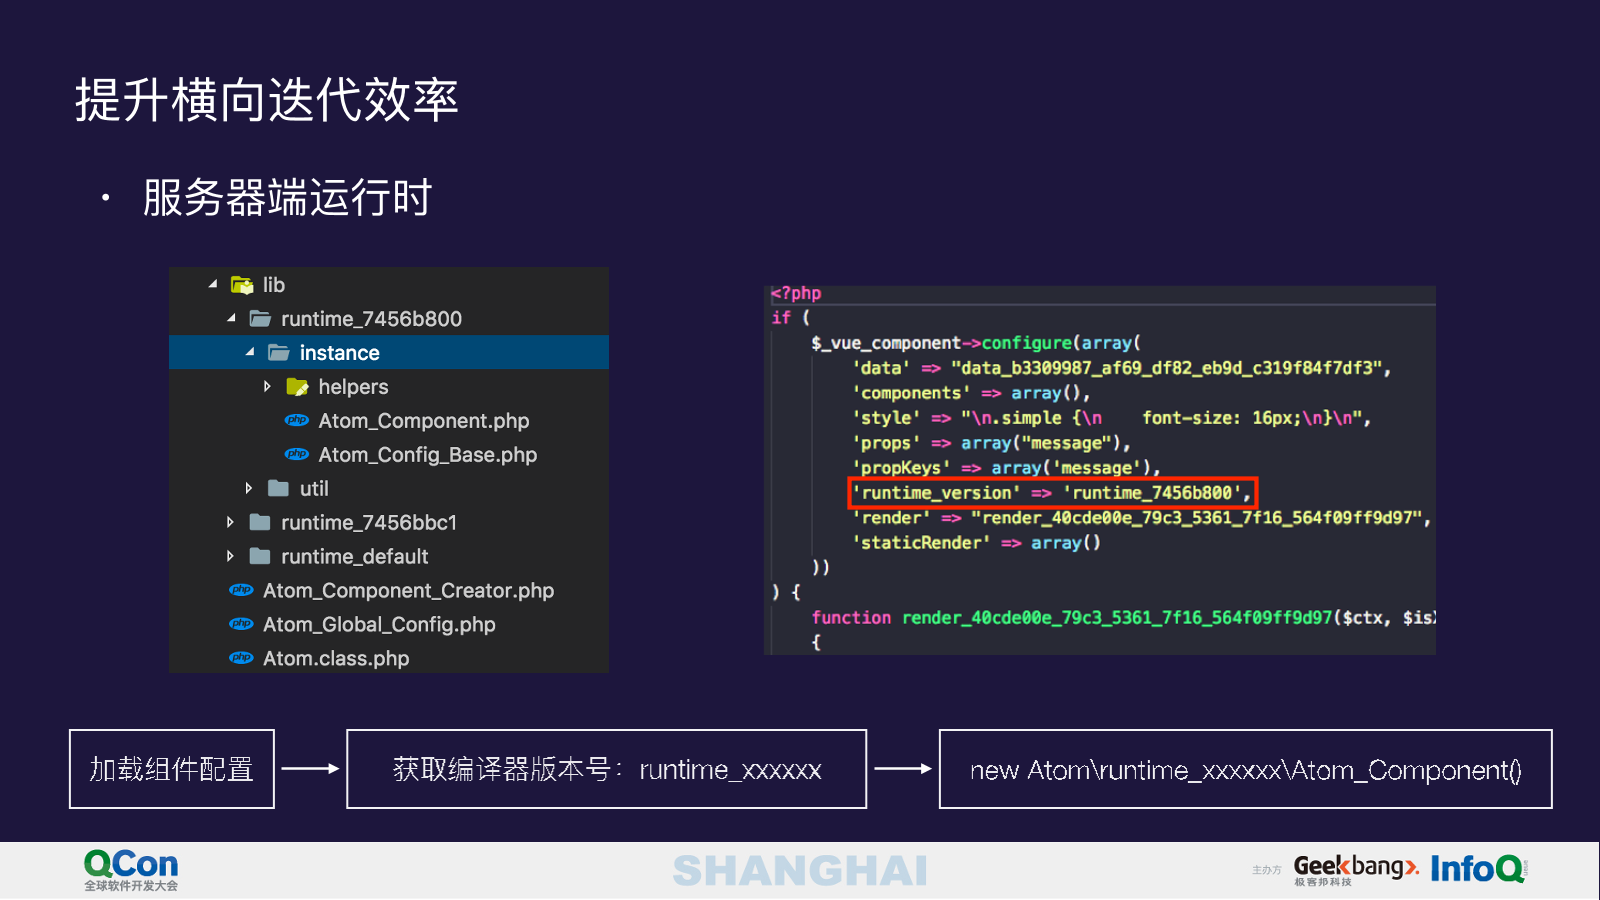 提升横向迭代效率
• 服务器端运行时
lib
runtime_7456b800
instance
helpers
Atom_Component.php
Atom_Config_Base.php
util
runtime_7456bbc1
runtime_default
Atom_Component_Creator.php
Atom_Global_Config.php
Atom.class.php
<?php
if (
$_vue_component->configure(array(
'data' => "data_b3309987_af69_df82_eb9d_c319f84f7df3",
'components' => array(),
'style' => "\n.simple {\n    font-size: 16px;\n}\n",
'props' => array("message"),
'propKeys' => array('message'),
'runtime_version' => 'runtime_7456b800',
'render' => "render_40cde00e_79c3_5361_7f16_564f09ff9d97",
'staticRender' => array()
))
) {
function render_40cde00e_79c3_5361_7f16_564f09ff9d97($ctx, $is
{
加载组件配置
获取编译器版本号：runtime_xxxxxx
new Atom\runtime_xxxxxx\Atom_Component()
QCon
全球软件开发大会
SHANGHAI
主办方
Geekbang>.
极客邦科技
InfoQ